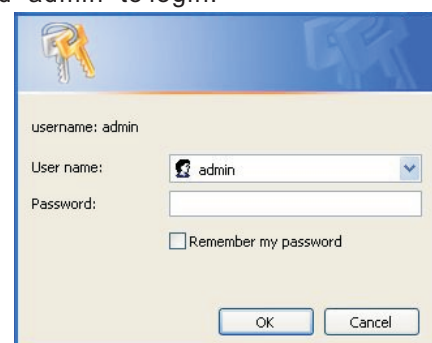 admin to login.
username: admin
User name:
admin
Password:
Remember my password
OK
Cancel